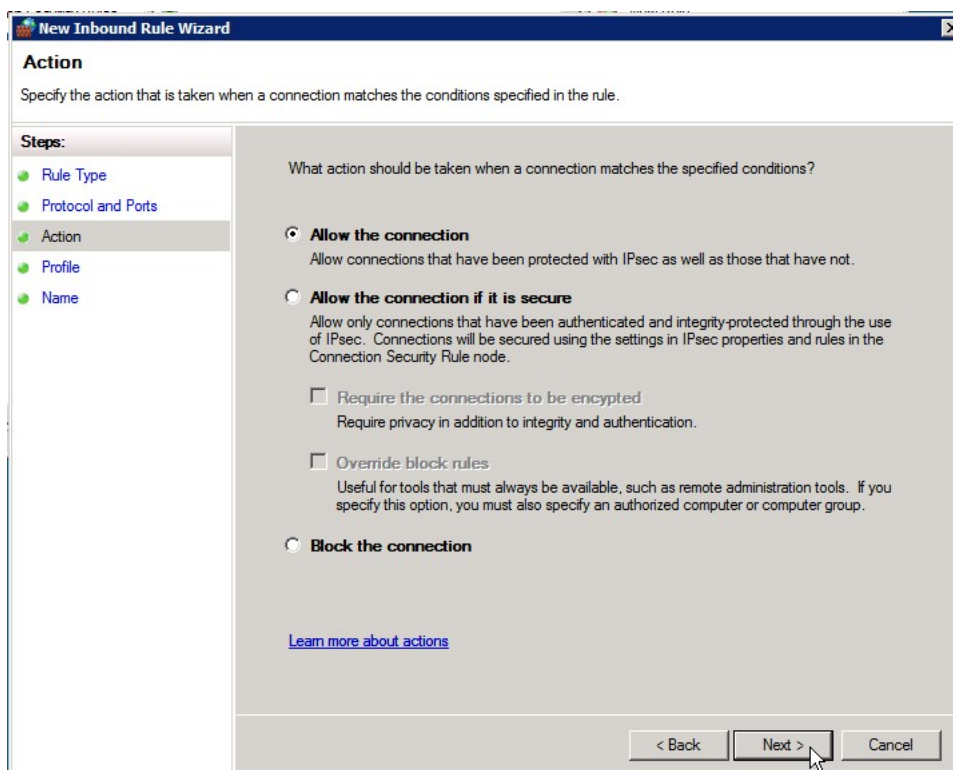 New Inbound Rule Wizard
Action
Specify the action that is taken when a connection matches the conditions specified in the rule.
Steps:
Rule Type
Protocol and Ports
Action
Profile
Name
What action should be taken when a connection matches the specified conditions?
Allow the connection
Allow connections that have been protected with IPsec as well as those that have not.
Allow the connection if it is secure
Allow only connections that have been authenticated and integrity-protected through the use
of IPsec. Connections will be secured using the settings in IPsec properties and rules in the
Connection Security Rule node.
Require the connections to be encrypted
Require privacy in addition to integrity and authentication.
Override block rules
Useful for tools that must always be available, such as remote administration tools. If you
specify this option, you must also specify an authorized computer or computer group.
Block the connection
Learn more about actions
< Back
Next >
Cancel